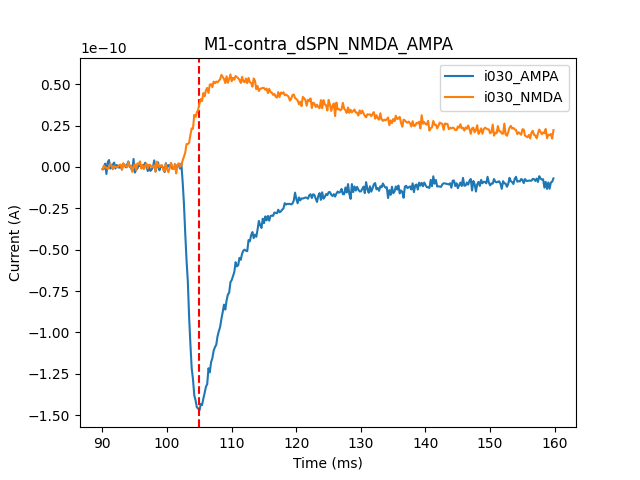 M1-contra_dSPN_NMDA_AMPA
1e−10
i030_AMPA
i030_NMDA
0.50
0.25
0.00
−0.25
−0.50
−0.75
−1.00
−1.25
−1.50
Current (A)
90 100 110 120 130 140 150 160
Time (ms)